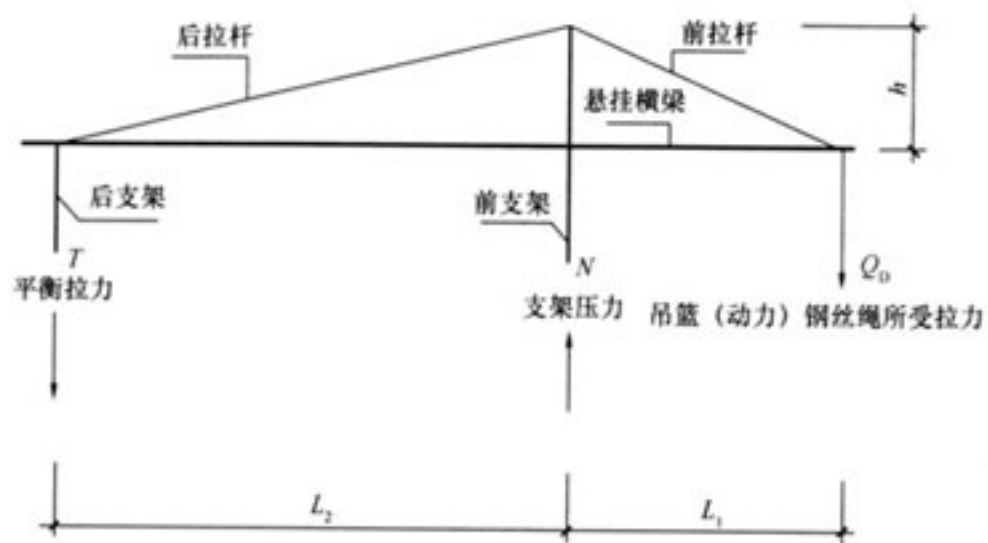 后拉杆
前拉杆
h
悬挂横梁
后支架
前支架
T
平衡拉力
N
支架压力
Q_D
吊篮（动力）钢丝绳所受拉力
L_2
L_1